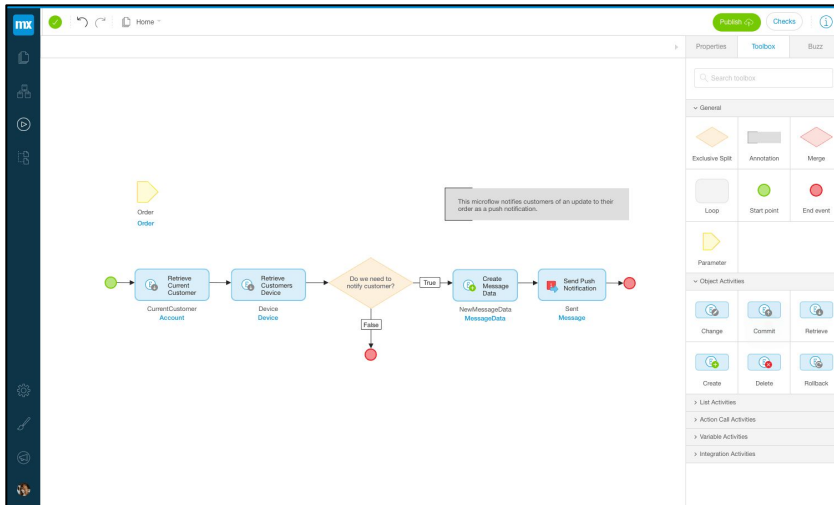 mx
Home
Publish
Checks
Properties
Toolbox
Buzz
Search toolbox
General
Exclusive Split
Annotation
Merge
Loop
Start point
End event
Parameter
Object Activities
Change
Commit
Retrieve
Create
Delete
Rollback
List Activities
Action Call Activities
Variable Activities
Integration Activities
Order
Order
This microflow notifies customers of an update to their
order as a push notification.
Retrieve
Current
Customer
CurrentCustomer
Account
Retrieve
Customers
Device
Device
Device
Do we need to
notify customer?
True
False
Create
Message
Data
NewMessageData
MessageData
Send Push
Notification
Sent
Message